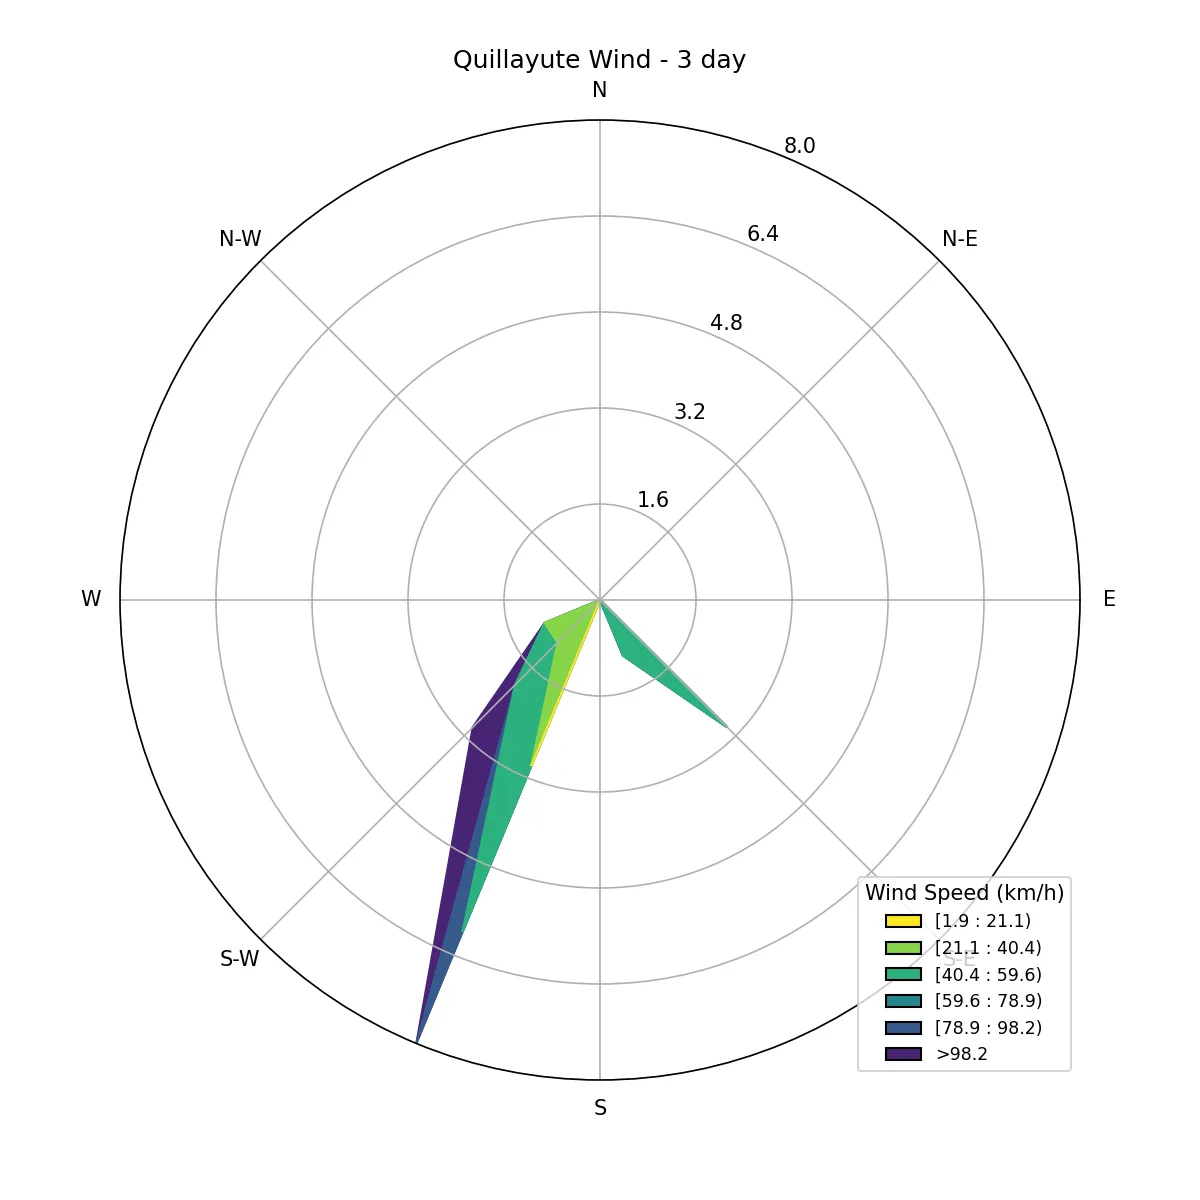 Quillayute Wind - 3 day
N
8.0
N-W
N-E
6.4
4.8
3.2
1.6
W
E
Wind Speed (km/h)
[1.9 : 21.1)
[21.1 : 40.4)
S-W
S-E
[40.4 : 59.6)
[59.6 : 78.9)
[78.9 : 98.2)
>98.2
S